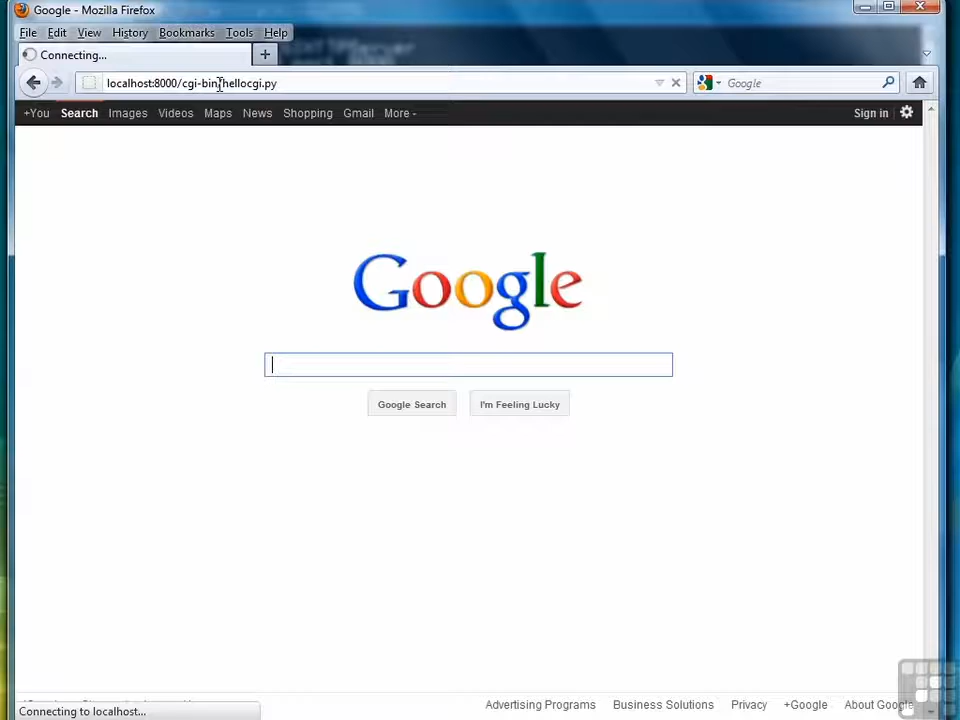 Google - Mozilla Firefox
File Edit View History Bookmarks Tools Help
Connecting... +
localhost:8000/cgi-bin/hellocgi.py Google
+You Search Images Videos Maps News Shopping Gmail More Sign in
Google
Google Search I'm Feeling Lucky
Advertising Programs Business Solutions Privacy +Google About Google
Connecting to localhost...